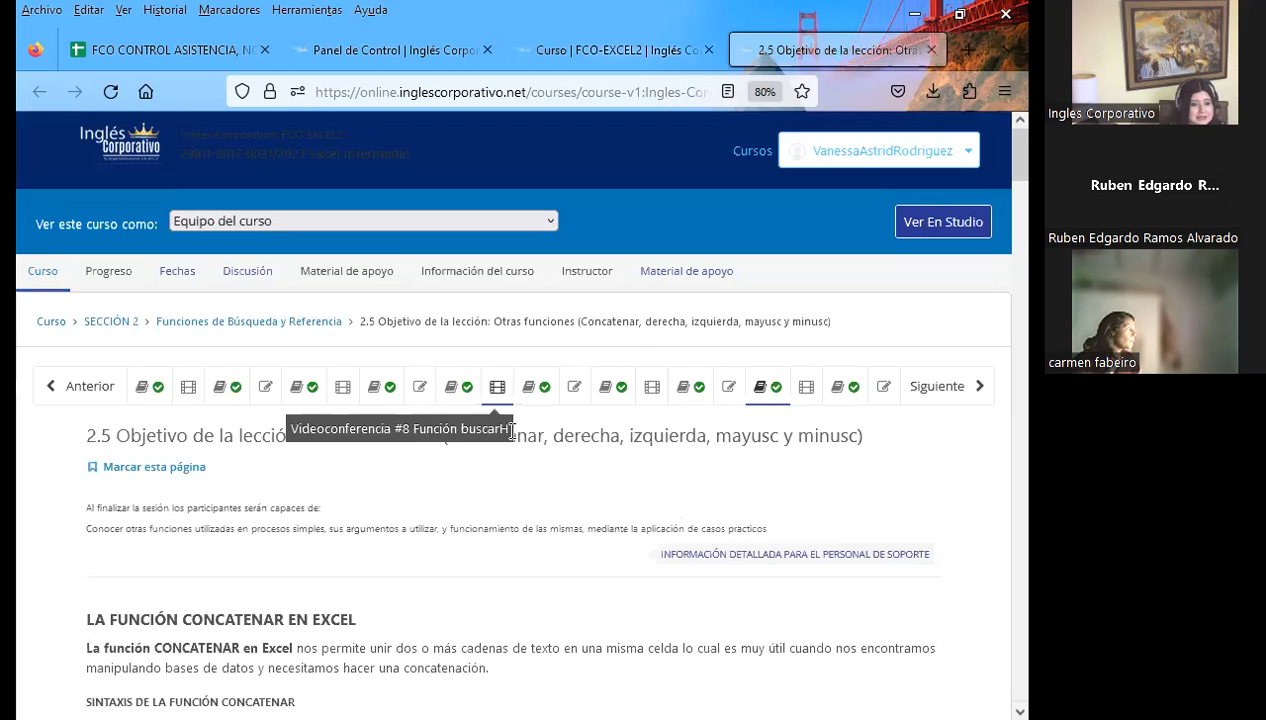 Archivo Editar Ver Historial Marcadores Herramientas Ayuda
FCO CONTROL ASISTENCIA, NO
Panel de Control | Inglés Corpor
Curso | FCO-EXCEL2 | Inglés Co
2.5 Objetivo de la lección: Otras
https://online.inglescorporativo.net/courses/course-v1:Ingles-Cor
80%
Inglés
Corporativo
Ingles Corporativo: FCO-EXCEL2-
Excel Intermedio
Cursos
VanessaAstridRodriguez
Ver este curso como:
Equipo del curso
Ver En Studio
Curso Progreso Fechas Discusión Material de apoyo Información del curso Instructor Material de apoyo
Curso > SECCIÓN 2 > Funciones de Búsqueda y Referencia > 2.5 Objetivo de la lección: Otras funciones (Concatenar, derecha, izquierda, mayusc y minusc)
Anterior
Siguiente
Videoconferencia #8 Función buscarH
2.5 Objetivo de la lecció nar, derecha, izquierda, mayusc y minusc)
Marcar esta página
Al finalizar la sesión los participantes serán capaces de:
Conocer otras funciones utilizadas en procesos simples, sus argumentos a utilizar, y funcionamiento de las mismas, mediante la aplicación de casos practicos
INFORMACIÓN DETALLADA PARA EL PERSONAL DE SOPORTE
LA FUNCIÓN CONCATENAR EN EXCEL
La función CONCATENAR en Excel nos permite unir dos o más cadenas de texto en una misma celda lo cual es muy útil cuando nos encontramos
manipulando bases de datos y necesitamos hacer una concatenación.
SINTAXIS DE LA FUNCIÓN CONCATENAR
Ingles Corporativo
Ruben Edgardo R...
Ruben Edgardo Ramos Alvarado
carmen fabeiro